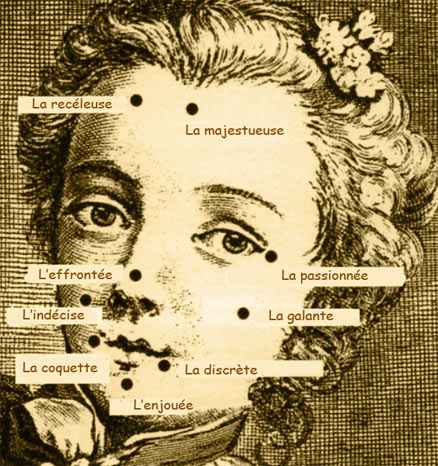 La recéleuse
La majestueuse
L'effrontée
La passionnée
L'indécise
La galante
La coquette
La discrète
L'enjouée